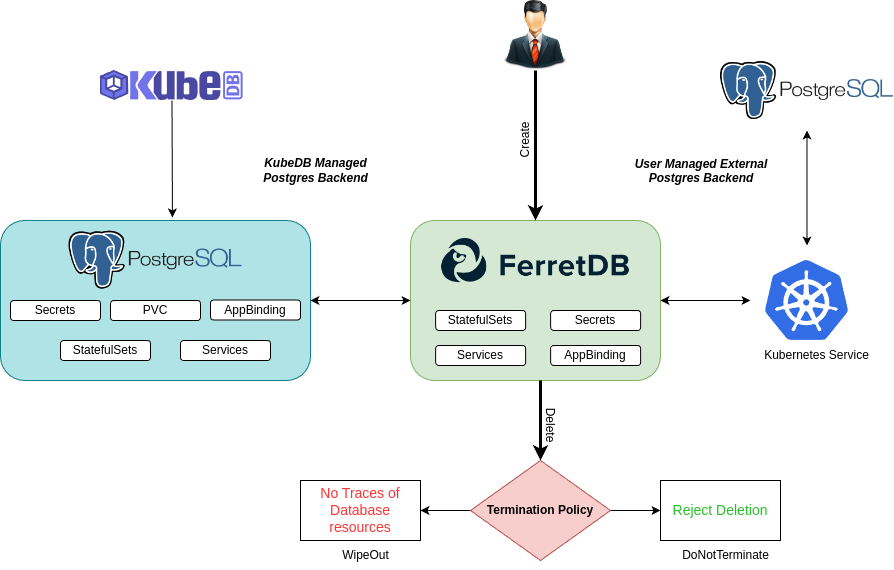 KubeDB
PostgreSQL
Create
KubeDB Managed
Postgres Backend
User Managed External
Postgres Backend
PostgreSQL
FerretDB
Secrets
PVC
AppBinding
StatefulSets
Services
StatefulSets
Secrets
Services
AppBinding
Kubernetes Service
Delete
No Traces of
Database
resources
Termination Policy
Reject Deletion
WipeOut
DoNotTerminate